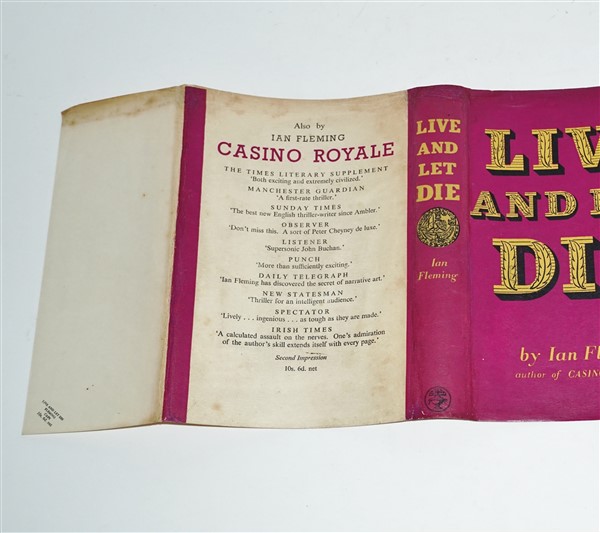 Also by
IAN FLEMING
CASINO ROYALE
THE TIMES LITERARY SUPPLEMENT
'Both exciting and extremely civilized.'
MANCHESTER GUARDIAN
'A first-rate thriller.'
SUNDAY TIMES
'The best new English thriller-writer since Ambler.'
OBSERVER
'Don't miss this. A sort of Peter Cheyney de luxe.'
LISTENER
'Supersonic John Buchan.'
PUNCH
'More than sufficiently exciting.'
DAILY TELEGRAPH
'Ian Fleming has discovered the secret of narrative art.'
NEW STATESMAN
'Thriller for an intelligent audience.'
SPECTATOR
'Lively . . . ingenious . . . as tough as they are made.'
IRISH TIMES
'A calculated assault on the nerves. One's admiration
of the author's skill extends itself with every page.'
Second Impression
10s. 6d. net
LIVE
AND
LET
DIE
Ian
Fleming
LIV
AND
DI
by Ian Fl
author of CASIN
LIVE AND LET DIE